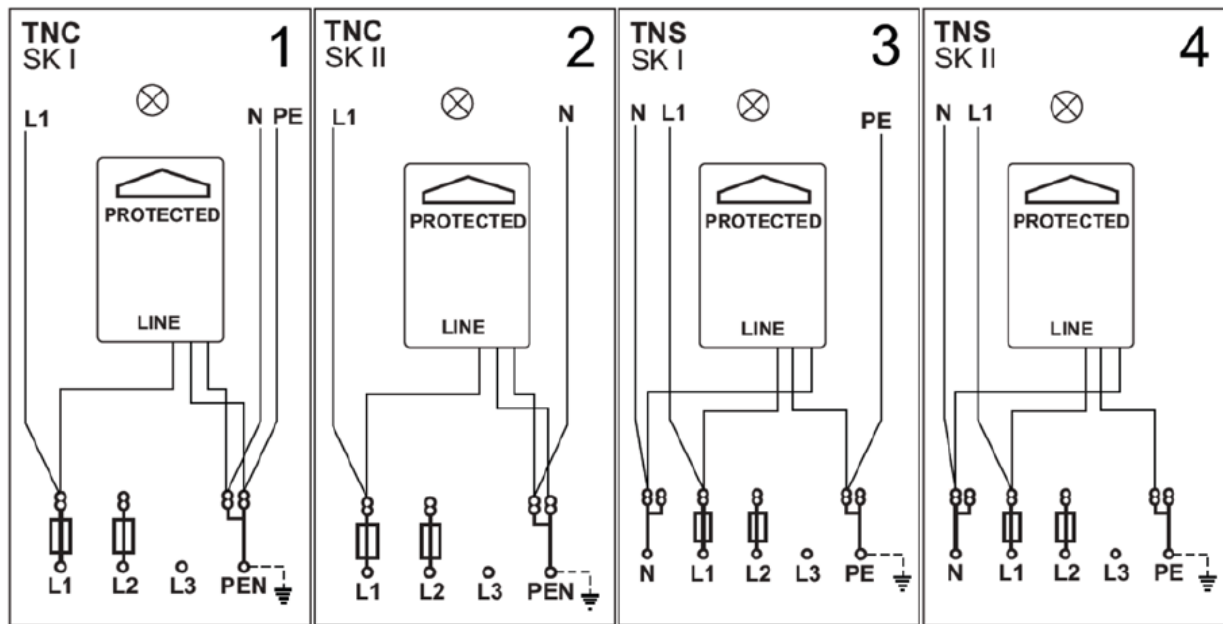 TNC
SK I
1
L1
N PE
PROTECTED
LINE
L1 L2 L3 PEN
TNC
SK II
2
L1
N
PROTECTED
LINE
L1 L2 L3 PEN
TNS
SK I
3
N L1
PE
PROTECTED
LINE
N L1 L2 L3 PE
TNS
SK II
4
N L1
PROTECTED
LINE
N L1 L2 L3 PE